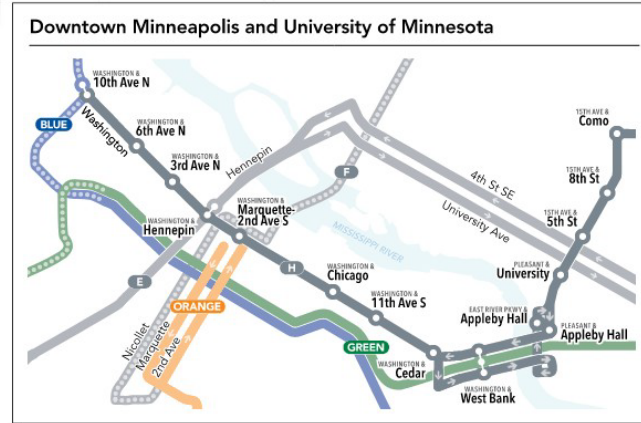 Downtown Minneapolis and University of Minnesota
WASHINGTON &
10th Ave N
BLUE
Washington
WASHINGTON &
6th Ave N
WASHINGTON &
3rd Ave N
Hennepin
F
WASHINGTON &
Hennepin
WASHINGTON &
Marquette-
2nd Ave S
E
H
MISSISSIPPI RIVER
4th St SE
University Ave
15TH AVE &
Como
15TH AVE &
8th St
15TH AVE &
5th St
PLEASANT &
University
EAST RIVER PKWY &
Appleby Hall
PLEASANT &
Appleby Hall
WASHINGTON &
Chicago
WASHINGTON &
11th Ave S
ORANGE
Nicollet
Marquette
2nd Ave
GREEN
WASHINGTON &
Cedar
WASHINGTON &
West Bank